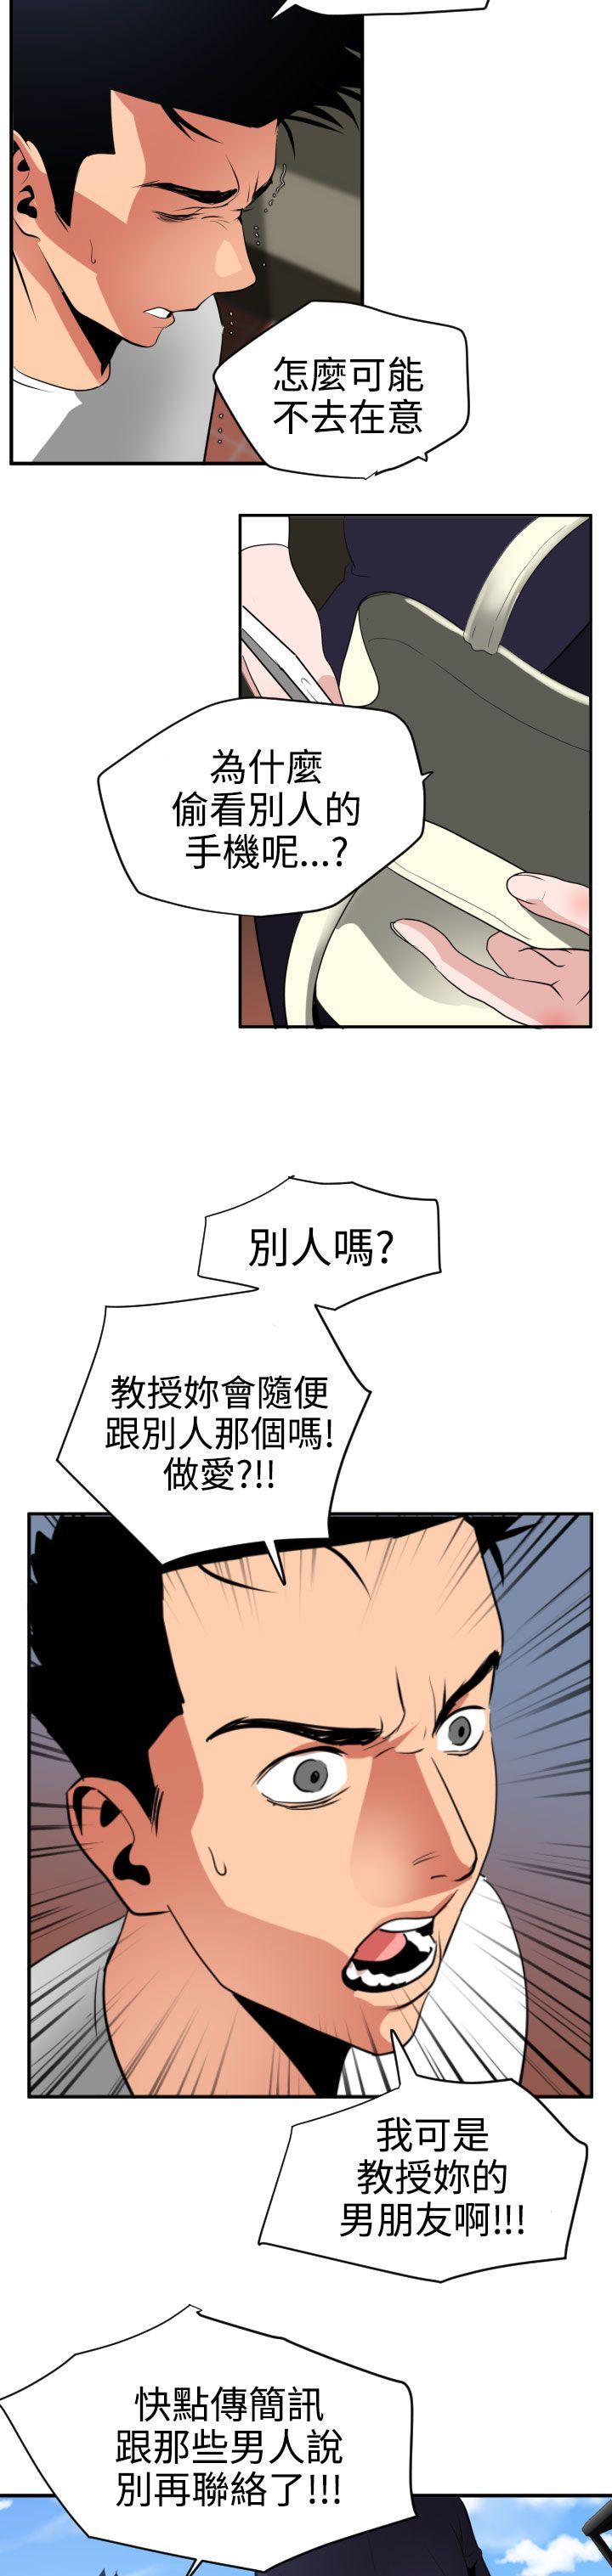 怎麼可能
不去在意
為什麼
偷看別人的
手機呢...?
別人嗎?
教授妳會隨便
跟別人那個嗎!
做愛?!!
我可是
教授妳的
男朋友啊!!!
快點傳簡訊
跟那些男人說
別再聯絡了!!!